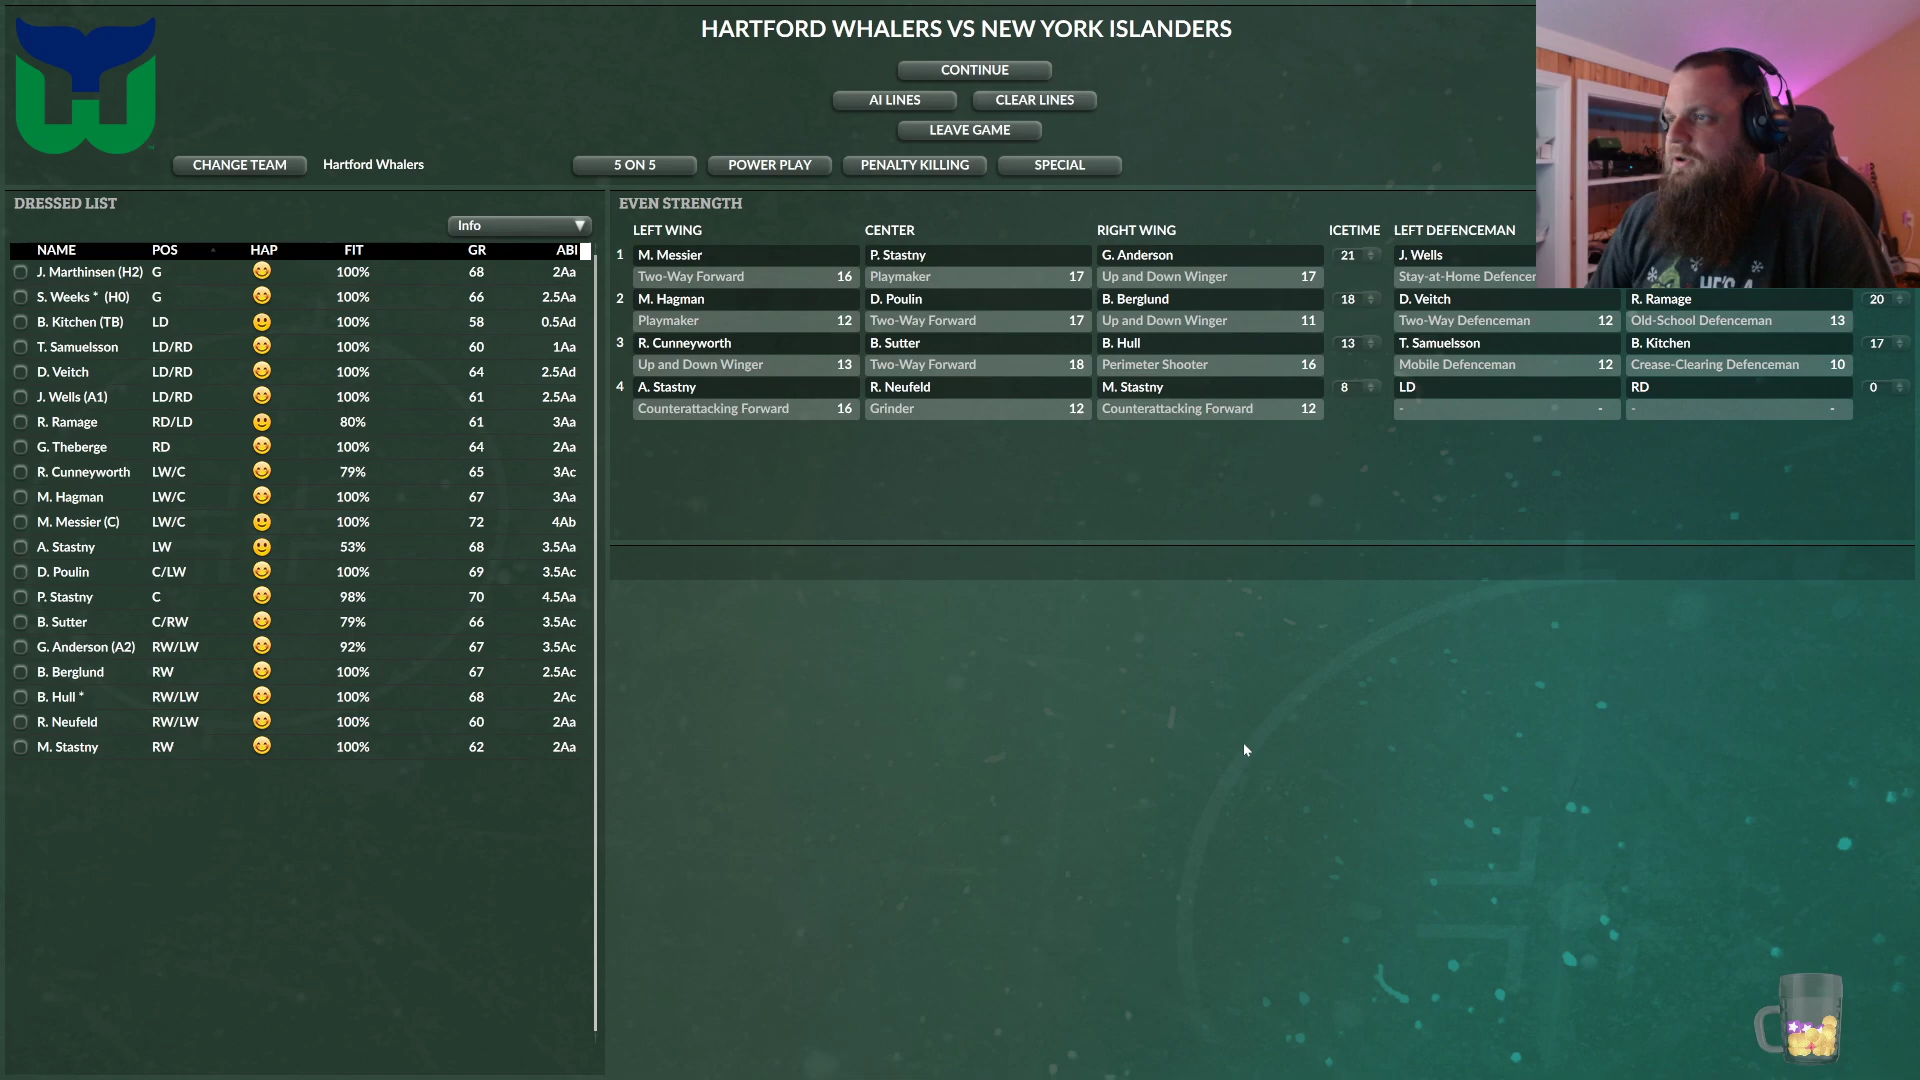 HARTFORD WHALERS VS NEW YORK ISLANDERS
CONTINUE
AI LINES CLEAR LINES
LEAVE GAME
CHANGE TEAM Hartford Whalers 5 ON 5 POWER PLAY PENALTY KILLING SPECIAL
DRESSED LIST
Info
NAME POS HAP FIT GR ABI
J. Marthinsen (H2) G 100% 68 2Aa
S. Weeks * (H0) G 100% 66 2.5Aa
B. Kitchen (TB) LD 100% 58 0.5Ad
T. Samuelsson LD/RD 100% 60 1Aa
D. Veitch LD/RD 100% 64 2.5Ad
J. Wells (A1) LD/RD 100% 61 2.5Aa
R. Ramage RD/LD 80% 61 3Aa
G. Theberge RD 100% 64 2Aa
R. Cunneyworth LW/C 79% 65 3Ac
M. Hagman LW/C 100% 67 3Aa
M. Messier (C) LW/C 100% 72 4Ab
A. Stastny LW 53% 68 3.5Aa
D. Poulin C/LW 100% 69 3.5Ac
P. Stastny C 98% 70 4.5Aa
B. Sutter C/RW 79% 66 3.5Ac
G. Anderson (A2) RW/LW 92% 67 3.5Ac
B. Berglund RW 100% 67 2.5Ac
B. Hull * RW/LW 100% 68 2Ac
R. Neufeld RW/LW 100% 60 2Aa
M. Stastny RW 100% 62 2Aa
EVEN STRENGTH
LEFT WING CENTER RIGHT WING ICETIME LEFT DEFENCEMAN
1 M. Messier P. Stastny G. Anderson 21 J. Wells
Two-Way Forward 16 Playmaker 17 Up and Down Winger 17 Stay-at-Home Defencer
2 M. Hagman D. Poulin B. Berglund 18 D. Veitch R. Ramage 20
Playmaker 12 Two-Way Forward 17 Up and Down Winger 11 Two-Way Defenceman 12 Old-School Defenceman 13
3 R. Cunneyworth B. Sutter B. Hull 13 T. Samuelsson B. Kitchen 17
Up and Down Winger 13 Two-Way Forward 18 Perimeter Shooter 16 Mobile Defenceman 12 Crease-Clearing Defenceman 10
4 A. Stastny R. Neufeld M. Stastny 8 LD RD 0
Counterattacking Forward 16 Grinder 12 Counterattacking Forward 12 - - - -
HE'S A